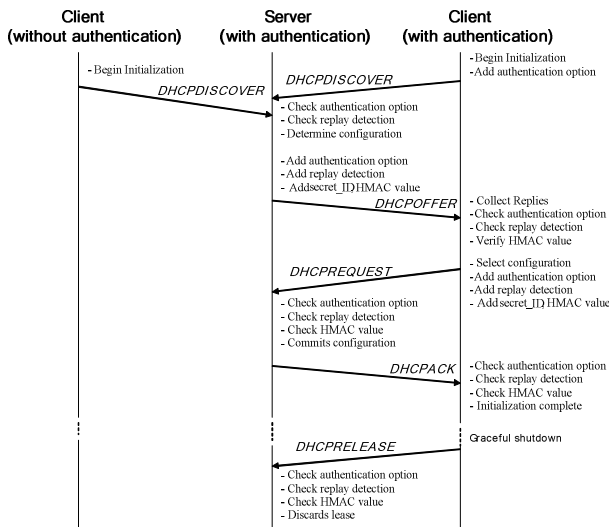 Client
(without authentication)
Server
(with authentication)
Client
(with authentication)
- Begin Initialization
DHCPDISCOVER
DHCPDISCOVER
- Begin Initialization
- Add authentication option
- Check authentication option
- Check replay detection
- Determine configuration
- Add authentication option
- Add replay detection
- Addsecret_ID,HMAC value
DHCPOFFER
- Collect Replies
- Check authentication option
- Check replay detection
- Verify HMAC value
DHCPREQUEST
- Select configuration
- Add authentication option
- Add replay detection
- Addsecret_ID,HMAC value
- Check authentication option
- Check replay detection
- Check HMAC value
- Commits configuration
DHCPACK
- Check authentication option
- Check replay detection
- Check HMAC value
- Initialization complete
Graceful shutdown
DHCPRELEASE
- Check authentication option
- Check replay detection
- Check HMAC value
- Discards lease